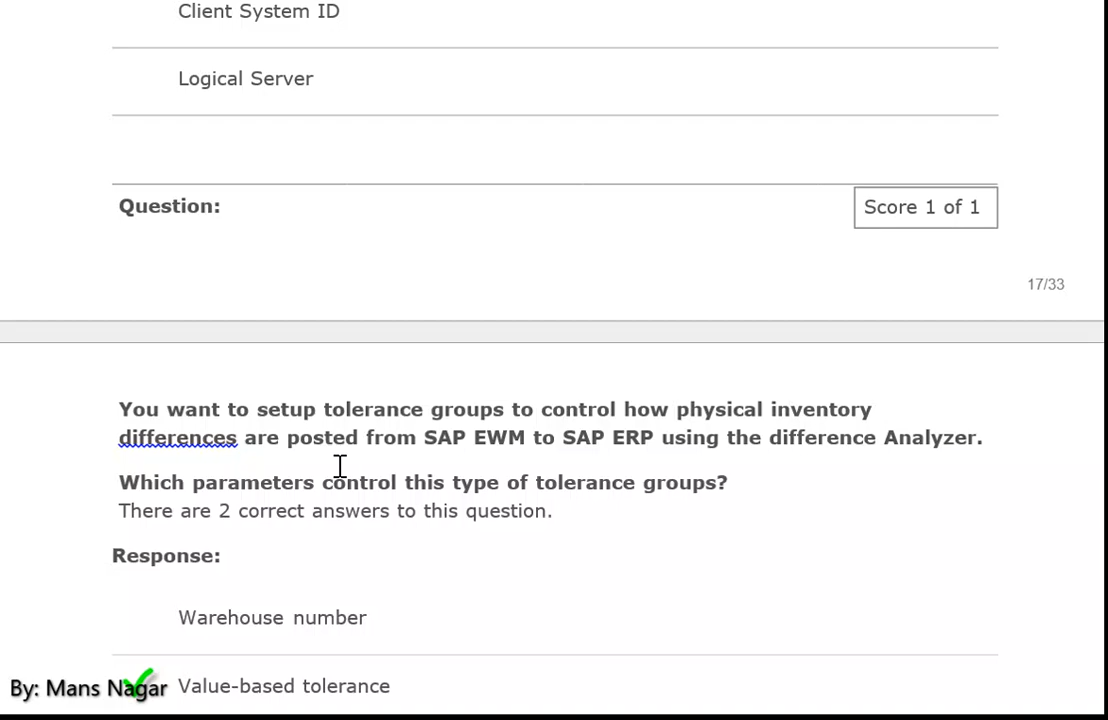 Client System ID
Logical Server
Question:
Score 1 of 1
17/33
You want to setup tolerance groups to control how physical inventory
differences are posted from SAP EWM to SAP ERP using the difference Analyzer.
Which parameters control this type of tolerance groups?
There are 2 correct answers to this question.
Response:
Warehouse number
By: Mans Nagar
Value-based tolerance